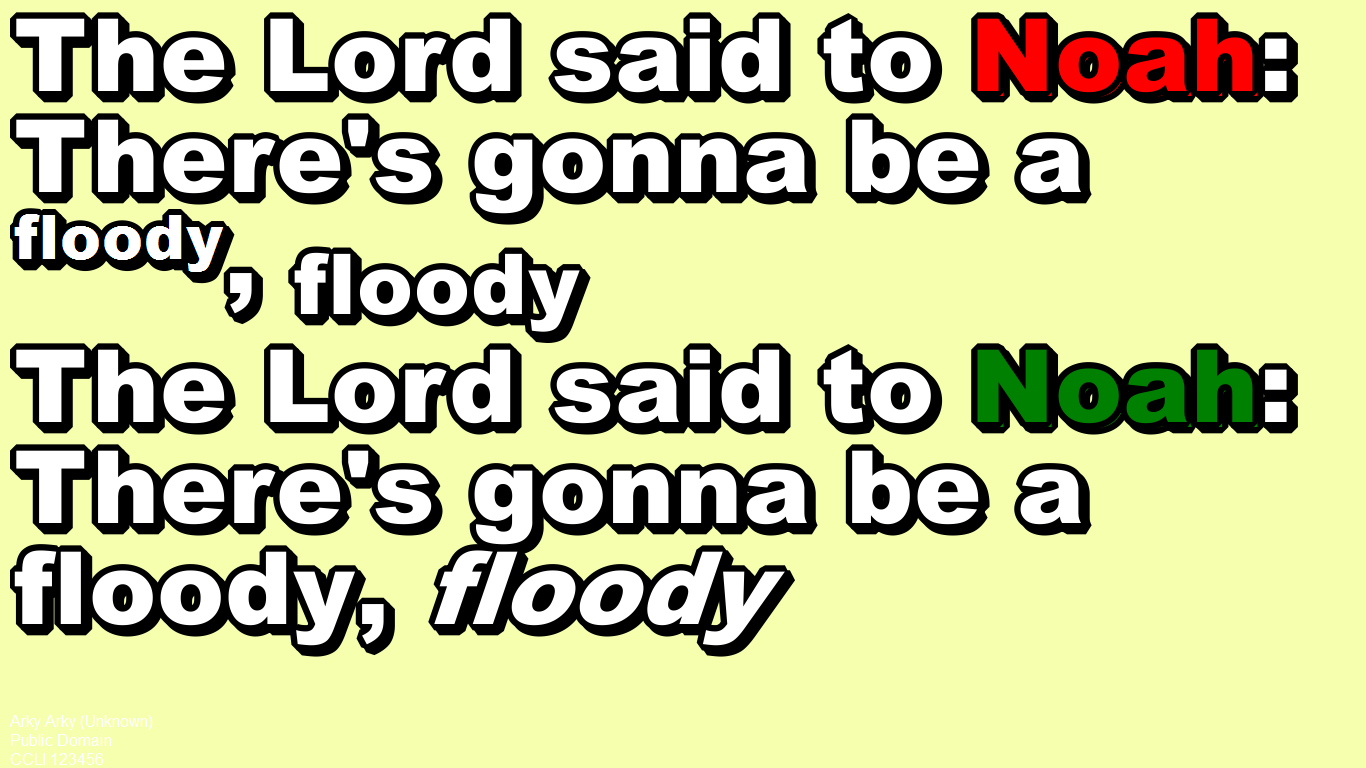 The Lord said to Noah:
There's gonna be a
floody, floody
The Lord said to Noah:
There's gonna be a
floody, floody
Arky Arky (Unknown)
Public Domain
CCLI 123456